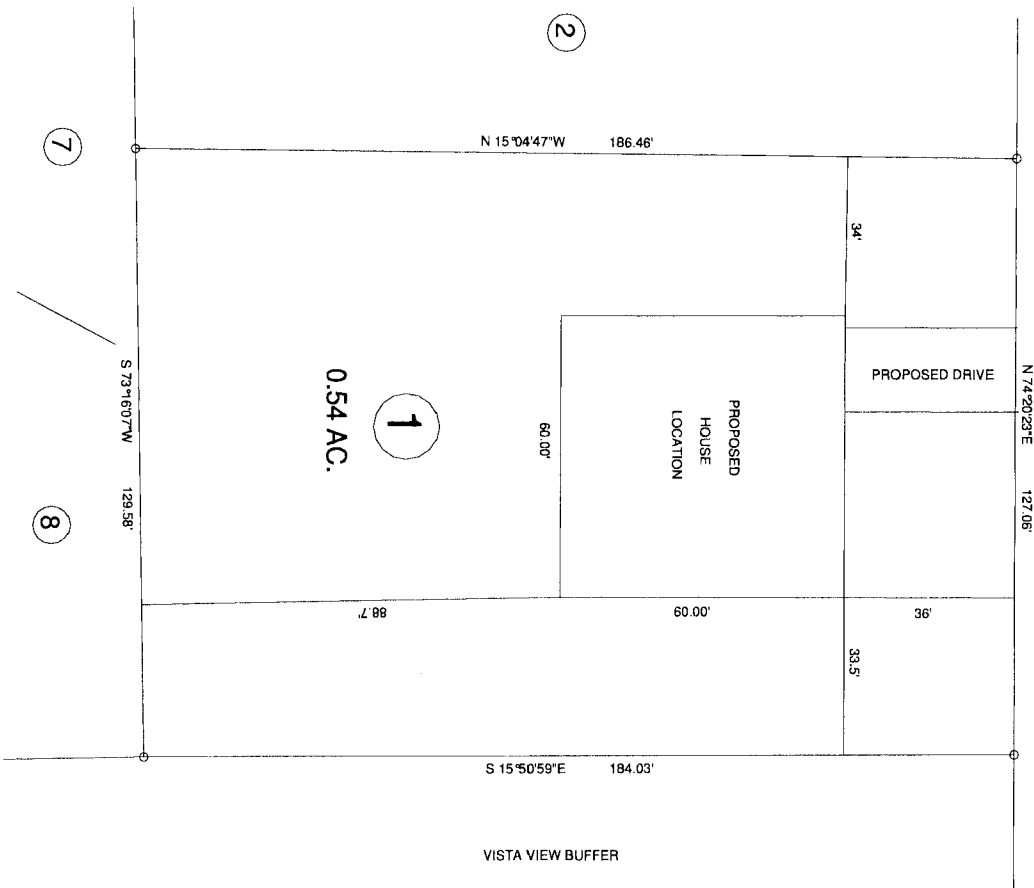 2
7
N 15°04'47"W 186.46'
34'
PROPOSED DRIVE
N 74°20'23"E 127.06'
S 73°16'07"W 129.58'
1
0.54 AC.
60.00'
PROPOSED
HOUSE
LOCATION
8
88.7'
60.00'
36'
33.5'
S 15°50'59"E 184.03'
VISTA VIEW BUFFER